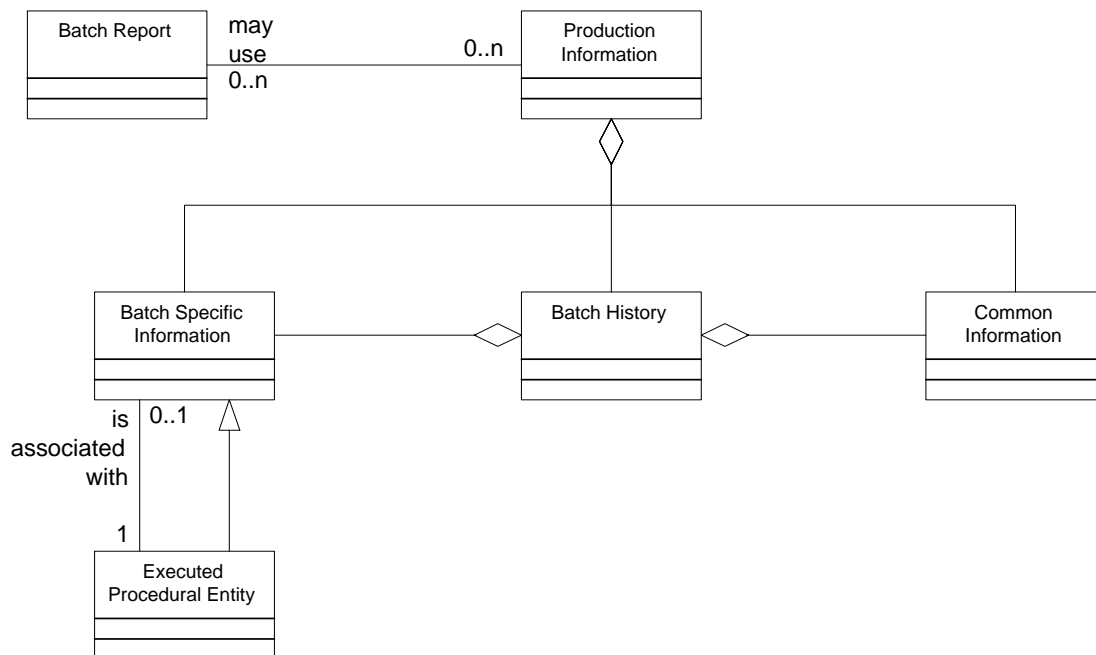 Batch Report
may
use
0..n
0..n
Production
Information
Batch Specific
Information
Batch History
Common
Information
is
associated
with
0..1
1
Executed
Procedural Entity